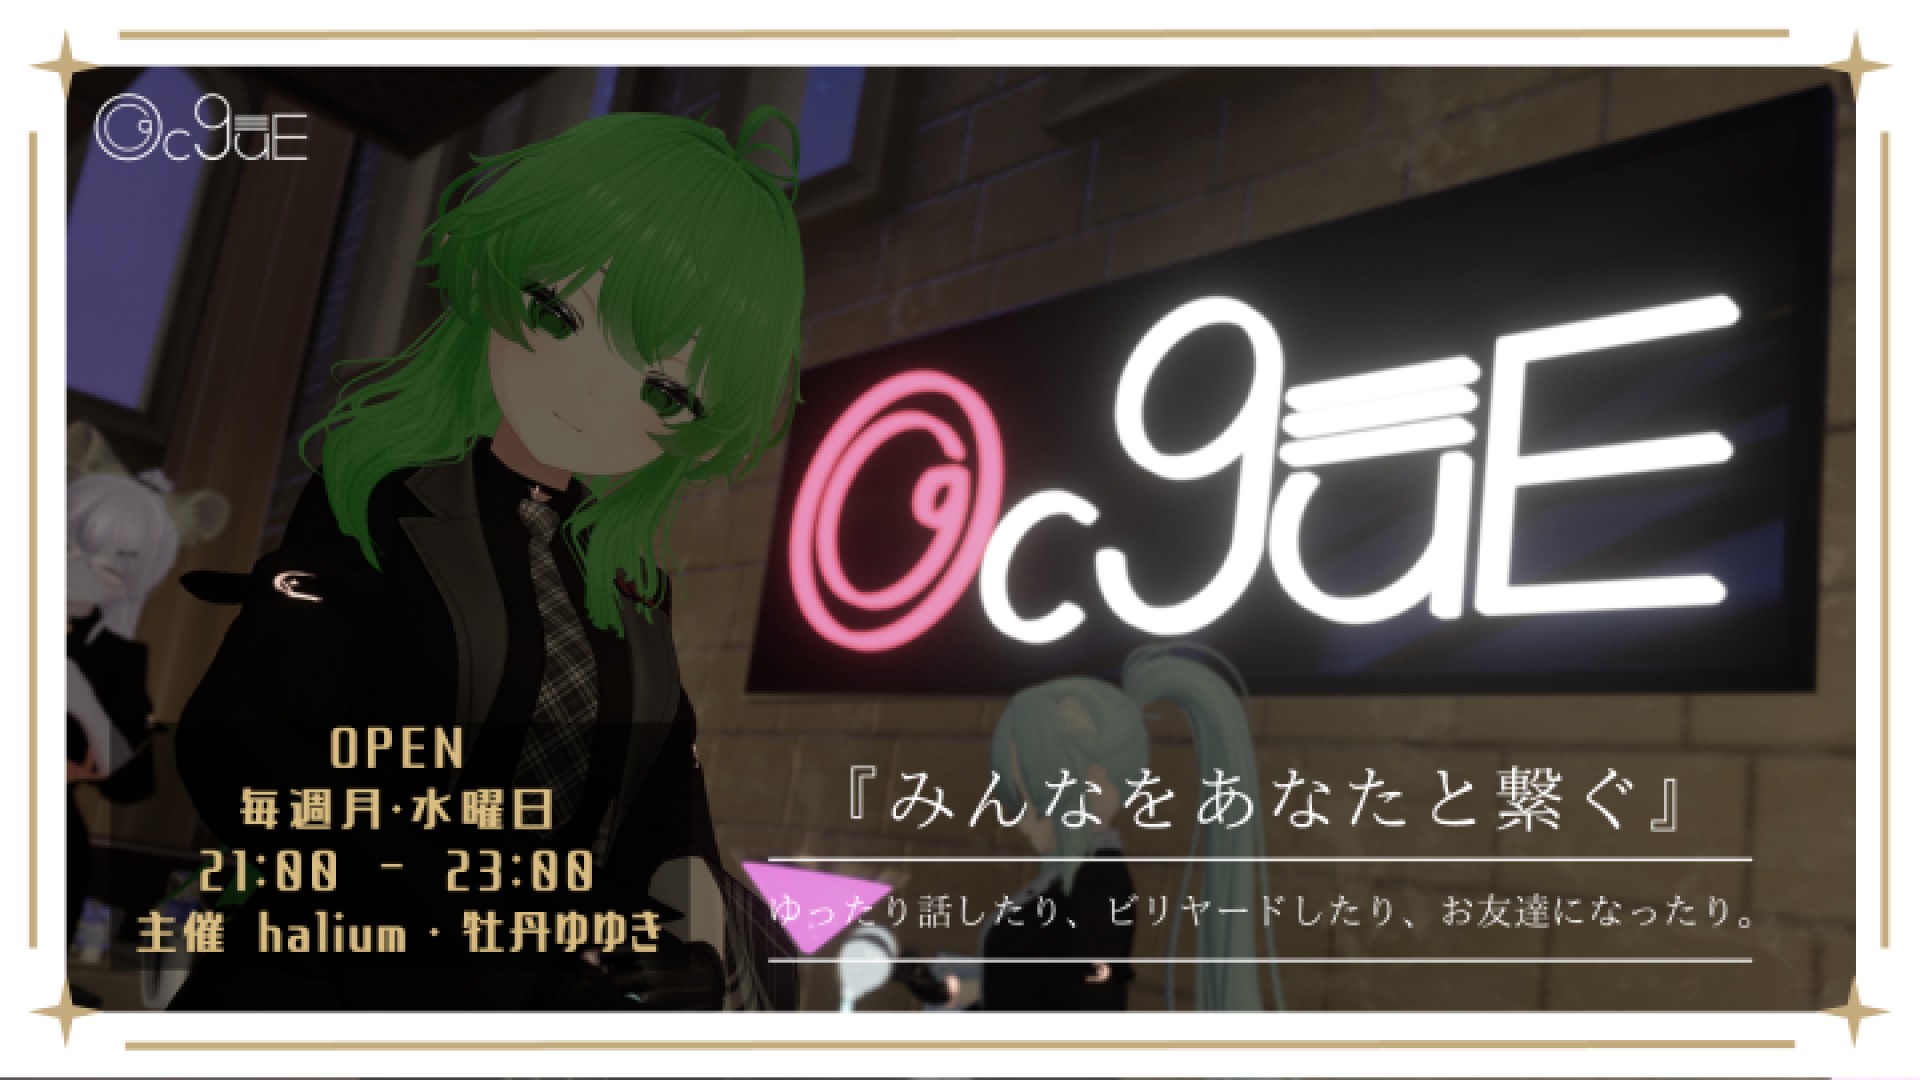 OcguE
OcguE
OPEN
毎週月・水曜日
21:00 - 23:00
主催 halium・牡丹ゆゆき
『みんなをあなたと繋ぐ』
ゆったり話したり、ビリヤードしたり、お友達になったり。